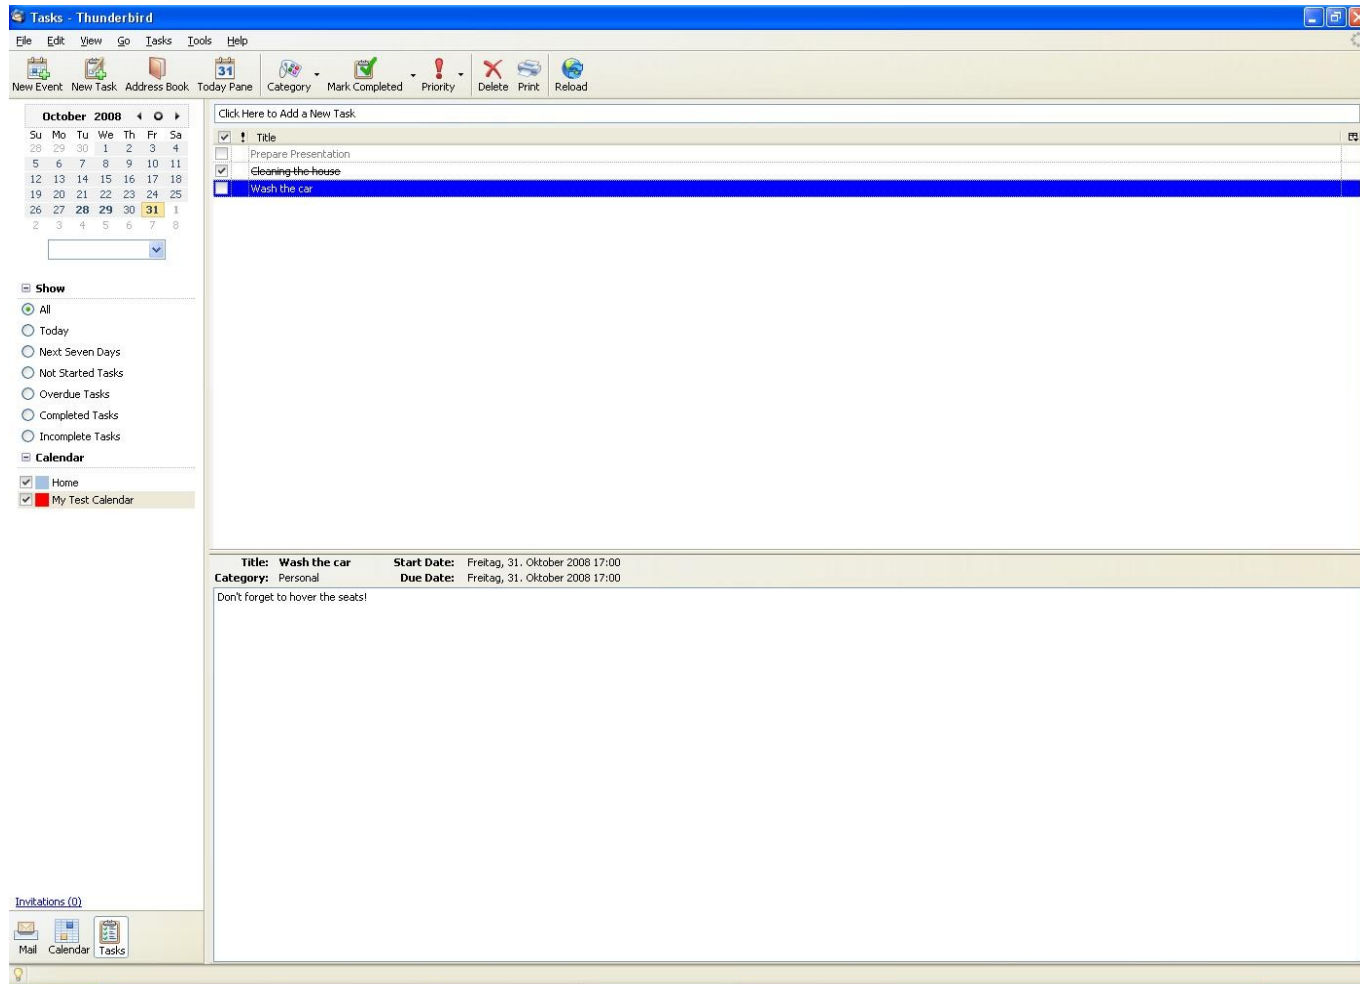 Tasks - Thunderbird
File Edit View Go Tasks Tools Help
31
New Event New Task Address Book Today Pane Category Mark Completed Priority Delete Print Reload
October 2008
Su Mo Tu We Th Fr Sa
28 29 30 1 2 3 4
5 6 7 8 9 10 11
12 13 14 15 16 17 18
19 20 21 22 23 24 25
26 27 28 29 30 31 1
2 3 4 5 6 7 8
Show
All
Today
Next Seven Days
Not Started Tasks
Overdue Tasks
Completed Tasks
Incomplete Tasks
Calendar
Home
My Test Calendar
Invitations (0)
Mail Calendar Tasks
Click Here to Add a New Task
! Title
Prepare Presentation
Cleaning the house
Wash the car
Title: Wash the car Start Date: Freitag, 31. Oktober 2008 17:00
Category: Personal Due Date: Freitag, 31. Oktober 2008 17:00
Don't forget to hover the seats!